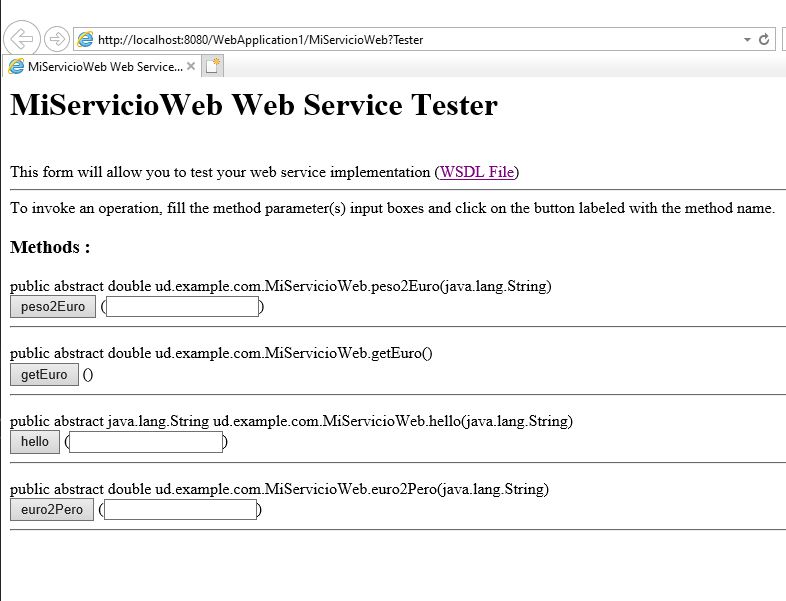 http://localhost:8080/WebApplication1/MiServicioWeb?Tester
MiServicioWeb Web Service...
MiServicioWeb Web Service Tester
This form will allow you to test your web service implementation (WSDL File)
To invoke an operation, fill the method parameter(s) input boxes and click on the button labeled with the method name.
Methods :
public abstract double ud.example.com.MiServicioWeb.peso2Euro(java.lang.String)
peso2Euro ( )
public abstract double ud.example.com.MiServicioWeb.getEuro()
getEuro ()
public abstract java.lang.String ud.example.com.MiServicioWeb.hello(java.lang.String)
hello ( )
public abstract double ud.example.com.MiServicioWeb.euro2Pero(java.lang.String)
euro2Pero ( )